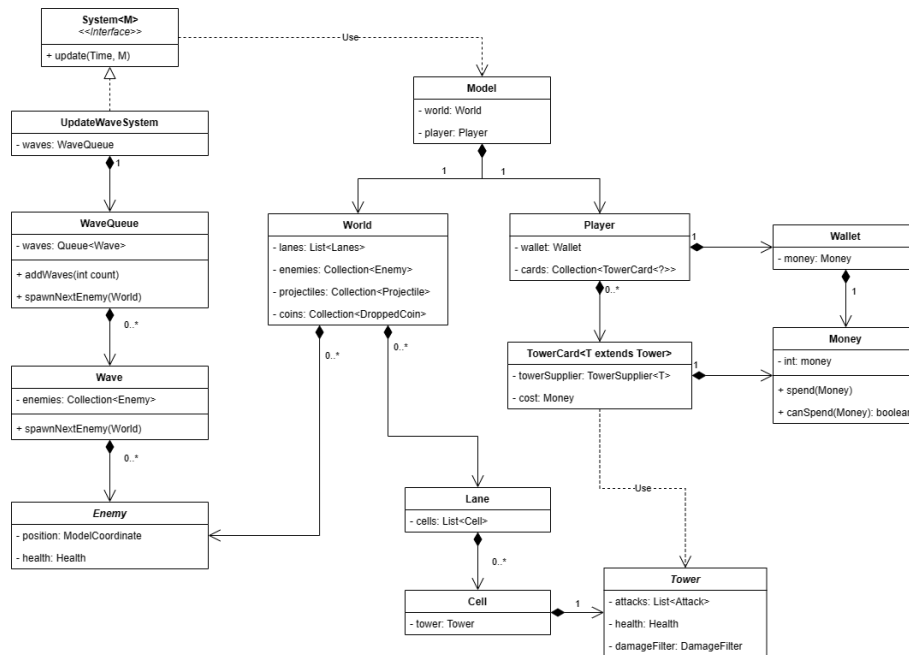 System<M>
<<Interface>>
+ update(Time, M)
Use
Model
- world: World
- player: Player
UpdateWaveSystem
- waves: WaveQueue
1
1
1
WaveQueue
- waves: Queue<Wave>
+ addWaves(int count)
+ spawnNextEnemy(World)
0..*
World
- lanes: List<Lanes>
- enemies: Collection<Enemy>
- projectiles: Collection<Projectile>
- coins: Collection<DroppedCoin>
0..*
0..*
Player
- wallet: Wallet
- cards: Collection<TowerCard<?>>
1
0..*
Wallet
- money: Money
1
Money
- int: money
+ spend(Money)
+ canSpend(Money): boolean
TowerCard<T extends Tower>
- towerSupplier: TowerSupplier<T>
- cost: Money
1
Use
Wave
- enemies: Collection<Enemy>
+ spawnNextEnemy(World)
0..*
Enemy
- position: ModelCoordinate
- health: Health
Lane
- cells: List<Cell>
0..*
Cell
- tower: Tower
1
Tower
- attacks: List<Attack>
- health: Health
- damageFilter: DamageFilter